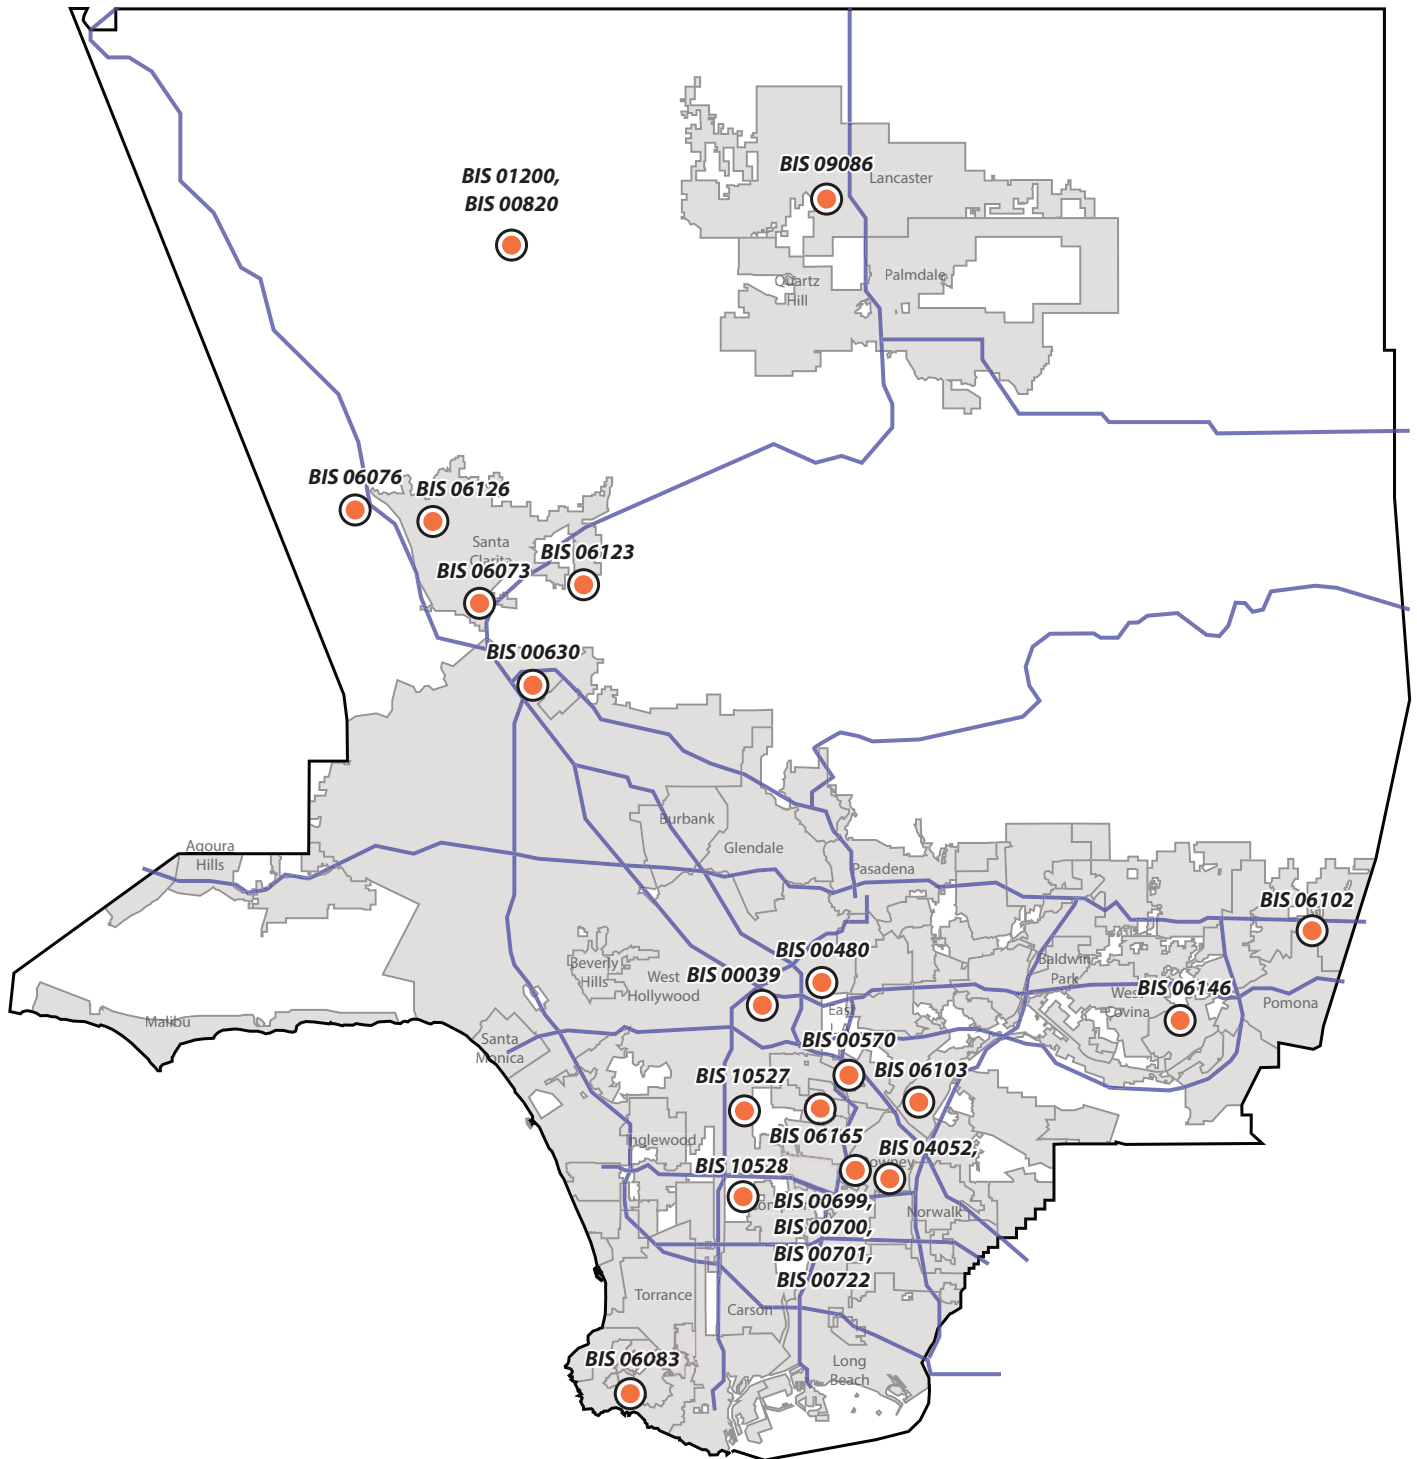 BIS 01200,
BIS 00820
BIS 09086
Lancaster
Quartz
Hill
Palmdale
BIS 06076
BIS 06126
Santa
Clarita
BIS 06123
BIS 06073
BIS 00630
Burbank
Glendale
Agoura
Hills
Pasadena
BIS 06102
BIS 00480
Beverly
Hills
West
Hollywood
BIS 00039
Baldwin
Park
West
Covina
BIS 06146
Pomona
Malibu
East
Santa
Monica
BIS 00570
BIS 06103
BIS 10527
BIS 06165
Inglewood
BIS 10528
BIS 04052,
Downey
BIS 00699,
BIS 00700,
BIS 00701,
BIS 00722
Norwalk
Torrance
Carson
BIS 06083
Long
Beach